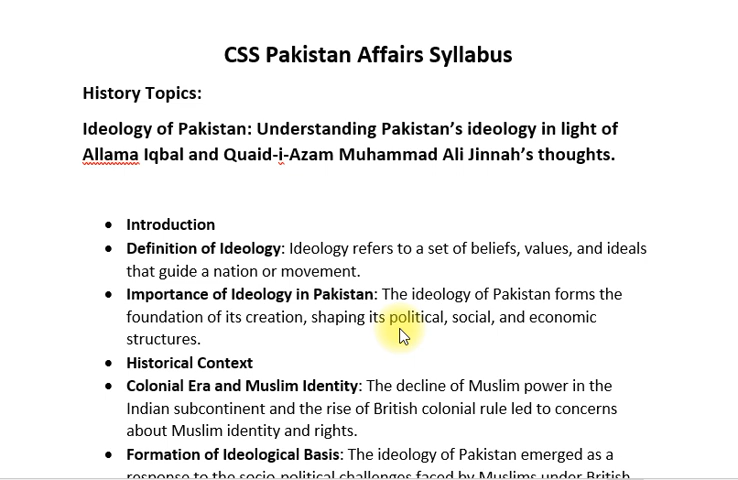 CSS Pakistan Affairs Syllabus
History Topics:
Ideology of Pakistan: Understanding Pakistan’s ideology in light of
Allama Iqbal and Quaid-i-Azam Muhammad Ali Jinnah’s thoughts.
• Introduction
• Definition of Ideology: Ideology refers to a set of beliefs, values, and ideals
that guide a nation or movement.
• Importance of Ideology in Pakistan: The ideology of Pakistan forms the
foundation of its creation, shaping its political, social, and economic
structures.
• Historical Context
• Colonial Era and Muslim Identity: The decline of Muslim power in the
Indian subcontinent and the rise of British colonial rule led to concerns
about Muslim identity and rights.
• Formation of Ideological Basis: The ideology of Pakistan emerged as a
response to the socio-political challenges faced by Muslims under British